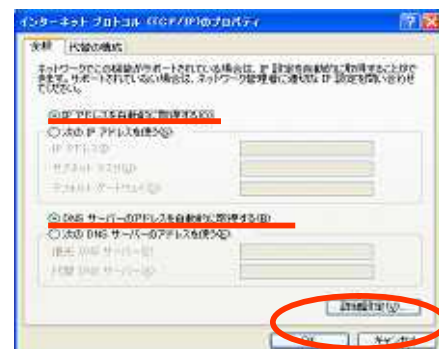 インターネット プロトコル (TCP/IP)のプロパティ
全般 代替の構成
ネットワークでこの機能がサポートされている場合は、IP 設定を自動的に取得することがで
きます。サポートされていない場合は、ネットワーク管理者に適切な IP 設定を問い合わせ
てください。
IP アドレスを自動的に取得する(O)
次の IP アドレスを使う(S)
IP アドレス(I)
サブネット マスク(U)
デフォルト ゲートウェイ(D)
DNS サーバーのアドレスを自動的に取得する(B)
次の DNS サーバーのアドレスを使う(E)
優先 DNS サーバー(P)
代替 DNS サーバー(A)
詳細設定(V)...
OK キャンセル